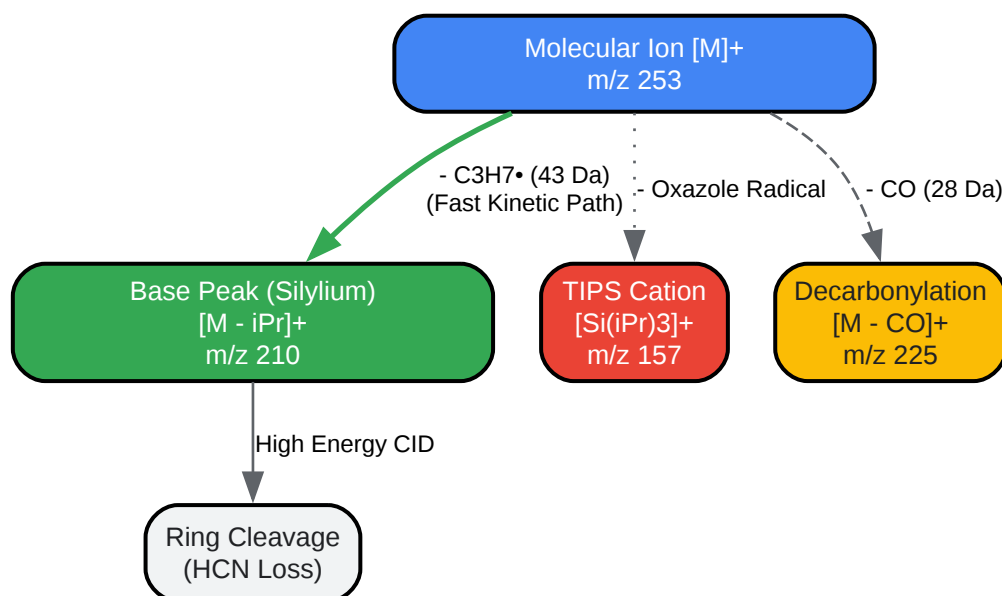 Molecular Ion [M]+
m/z 253
- C3H7• (43 Da)
(Fast Kinetic Path)
- Oxazole Radical
- CO (28 Da)
Base Peak (Silylium)
[M - iPr]+
m/z 210
TIPS Cation
[Si(iPr)3]+
m/z 157
Decarbonylation
[M - CO]+
m/z 225
High Energy CID
Ring Cleavage
(HCN Loss)